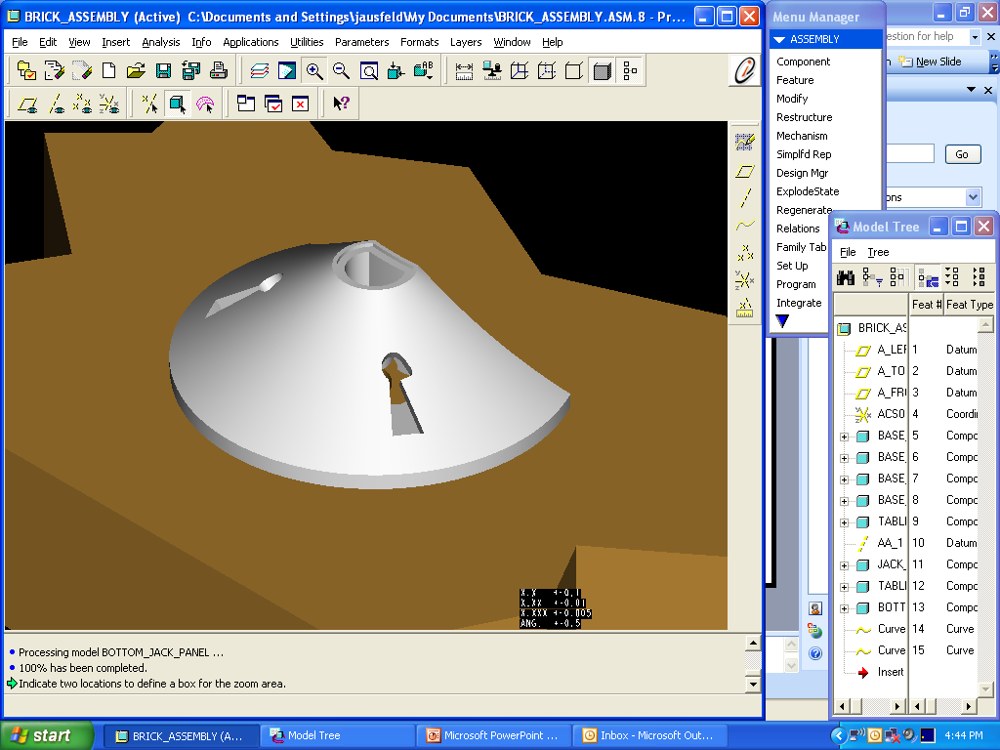 BRICK_ASSEMBLY (Active) C:\Documents and Settings\jausfeld\My Documents\BRICK_ASSEMBLY.ASM.8 - Pr...
File Edit View Insert Analysis Info Applications Utilities Parameters Formats Layers Window Help
Menu Manager
ASSEMBLY
Component
Feature
Modify
Restructure
Mechanism
Simplfd Rep
Design Mgr
ExplodeState
Regenerate
Relations
Family Tab
Set Up
Program
Integrate
estion for help
New Slide
Go
ons
Model Tree
File Tree
Feat # Feat Type
BRICK_AS
A_LEF 1 Datum
A_TO 2 Datum
A_FR 3 Datum
ACS0 4 Coordi
BASE_ 5 Compo
BASE_ 6 Compo
BASE_ 7 Compo
BASE_ 8 Compo
TABLE 9 Compo
AA_1 10 Datum
JACK_ 11 Compo
TABLE 12 Compo
BOTT 13 Compo
Curve 14 Curve
Curve 15 Curve
Insert
X.X +-0.1
X.XX +-0.01
X.XXX +-0.005
ANG. +-0.5
Processing model BOTTOM_JACK_PANEL ...
100% has been completed.
Indicate two locations to define a box for the zoom area.
start
BRICK_ASSEMBLY (A...
Model Tree
Microsoft PowerPoint ...
Inbox - Microsoft Out...
4:44 PM